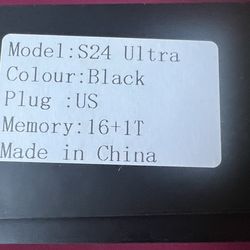 Model:S24 Ultra
Colour:Black
Plug :US
Memory:16+1T
Made in China